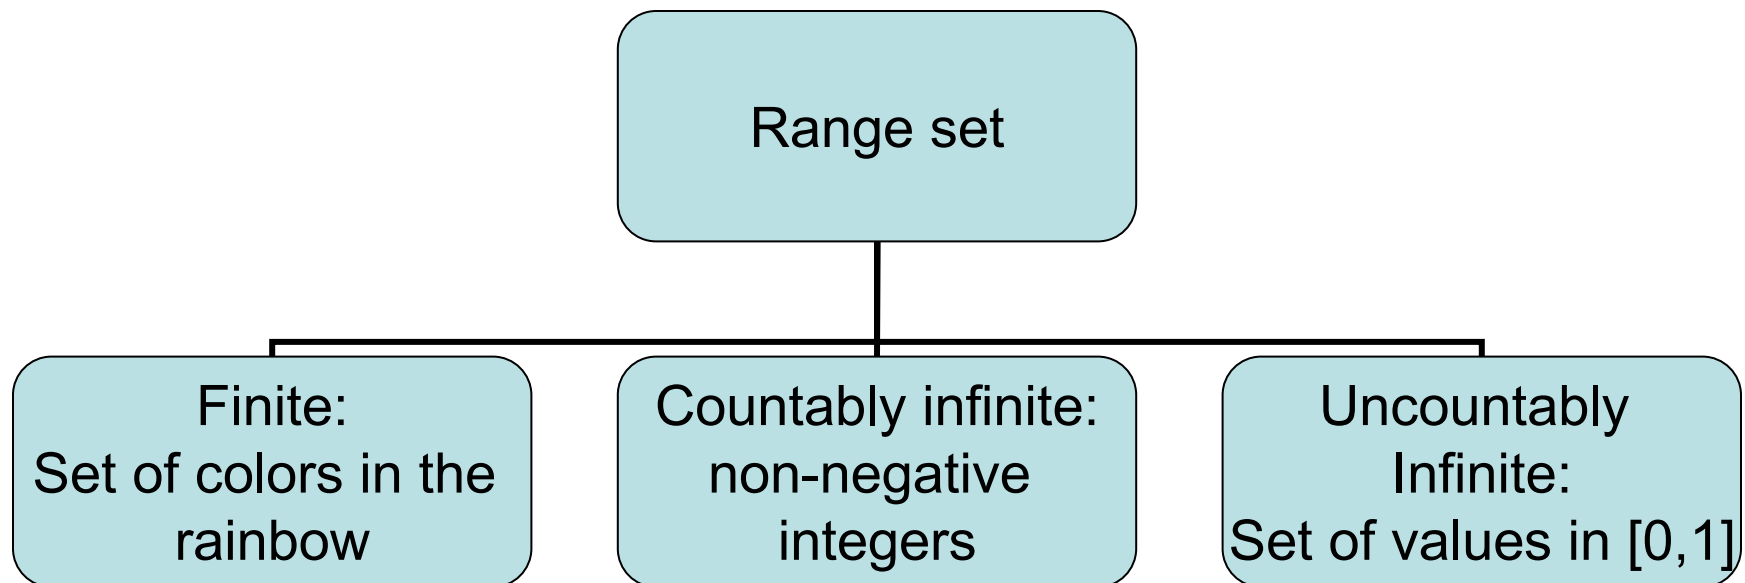 Range set
Finite:
Set of colors in the
rainbow
Countably infinite:
non-negative
integers
Uncountably
Infinite:
Set of values in [0,1]